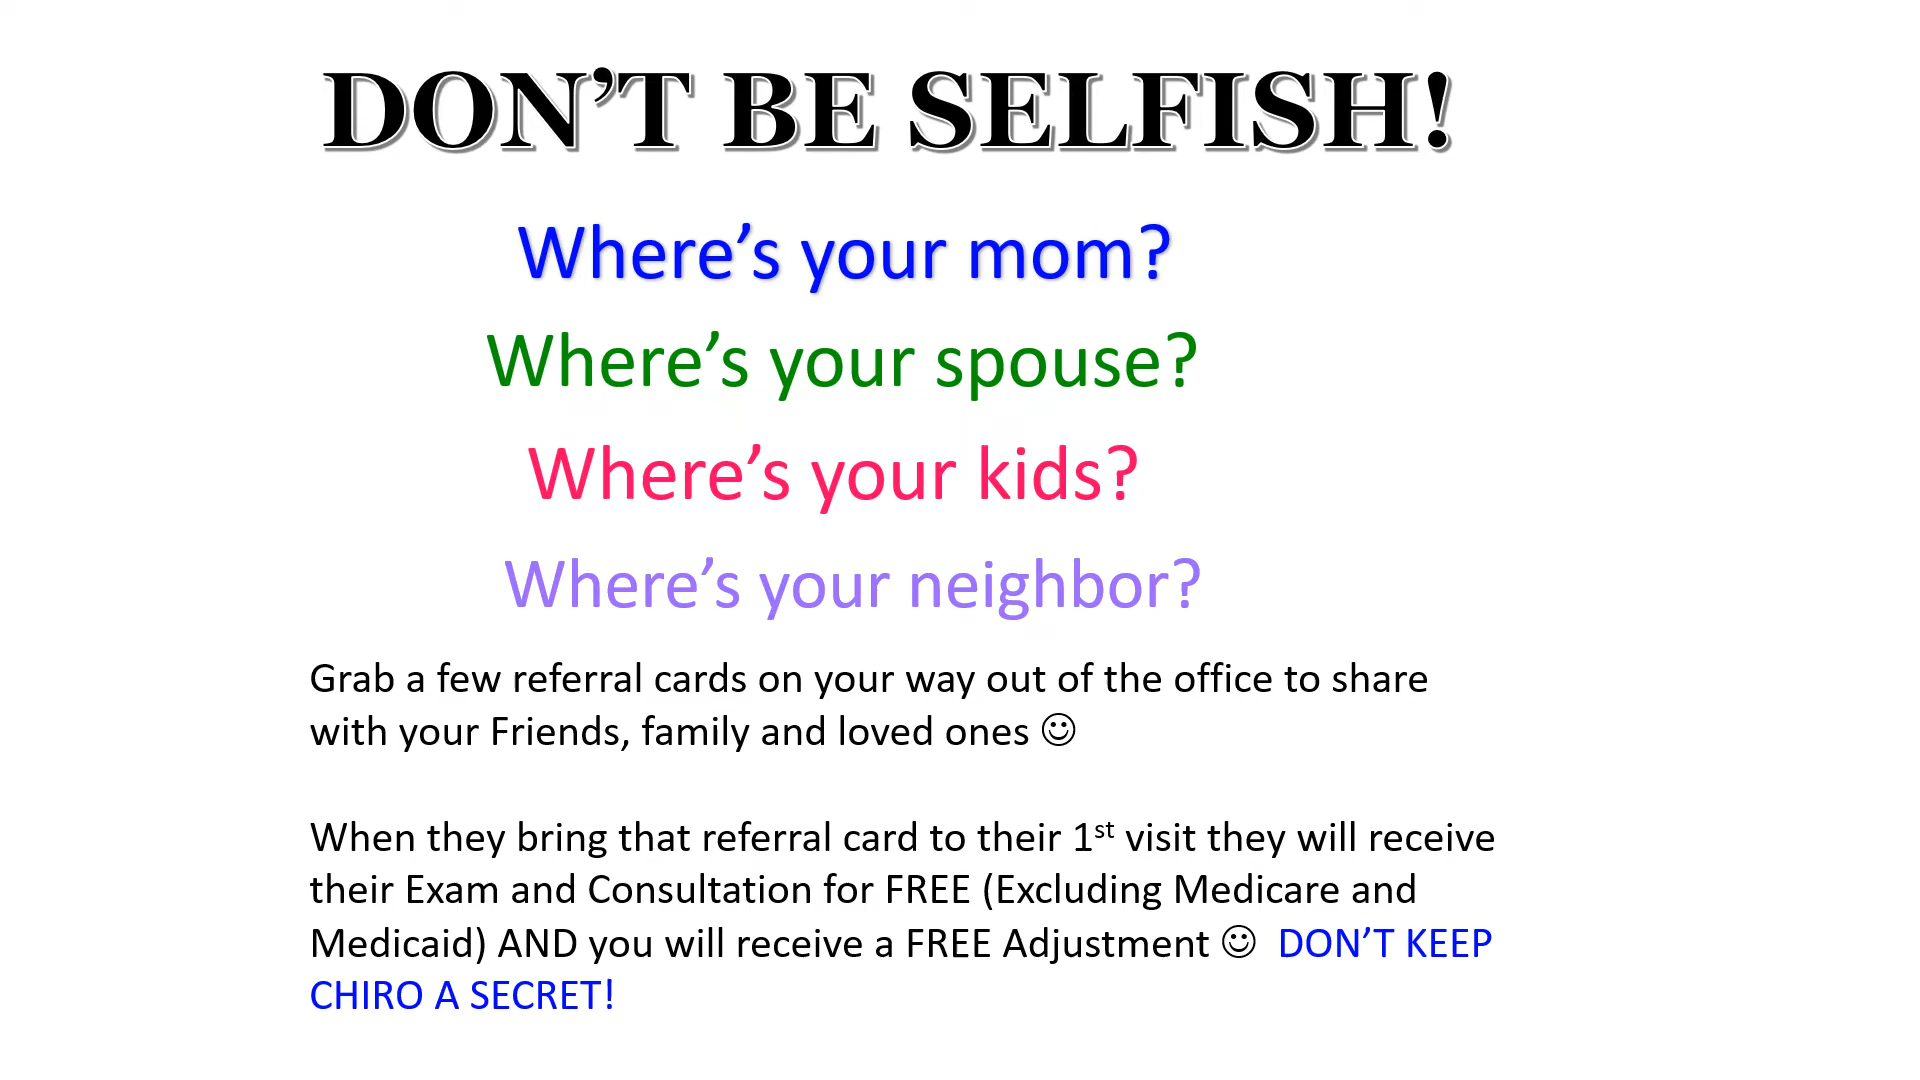 DON’T BE SELFISH!
Where’s your mom?
Where’s your spouse?
Where’s your kids?
Where’s your neighbor?
Grab a few referral cards on your way out of the office to share
with your Friends, family and loved ones ☺
When they bring that referral card to their 1st visit they will receive
their Exam and Consultation for FREE (Excluding Medicare and
Medicaid) AND you will receive a FREE Adjustment ☺ DON’T KEEP
CHIRO A SECRET!